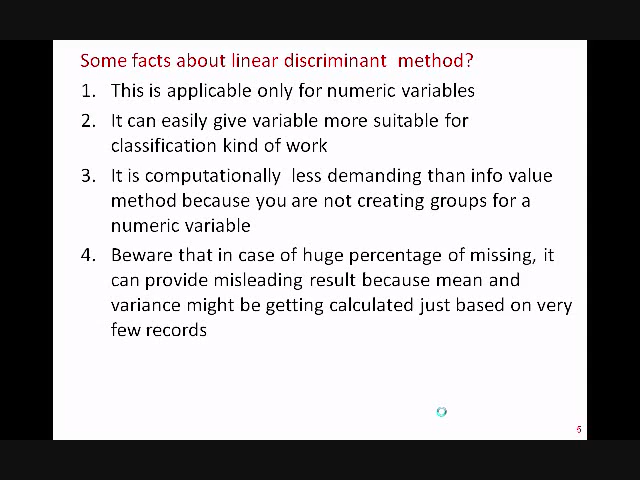 Some facts about linear discriminant  method?
1. This is applicable only for numeric variables
2. It can easily give variable more suitable for
classification kind of work
3. It is computationally  less demanding than info value
method because you are not creating groups for a
numeric variable
4. Beware that in case of huge percentage of missing, it
can provide misleading result because mean and
variance might be getting calculated just based on very
few records
5